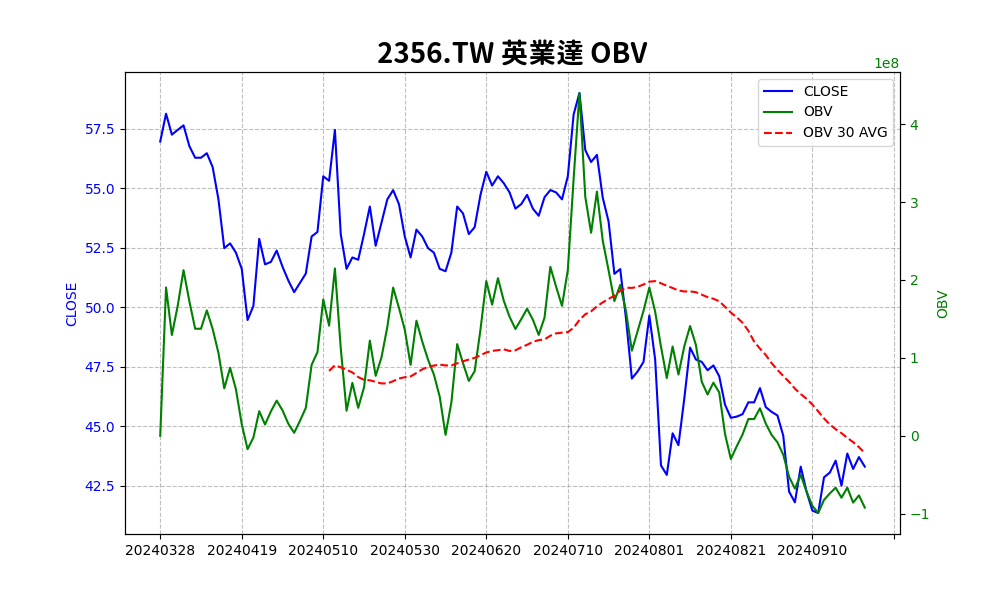 2356.TW 英業達 OBV
1e8
CLOSE
OBV
OBV 30 AVG
57.5
55.0
52.5
50.0
47.5
45.0
42.5
CLOSE
4
3
2
1
0
−1
OBV
20240328 20240419 20240510 20240530 20240620 20240710 20240801 20240821 20240910